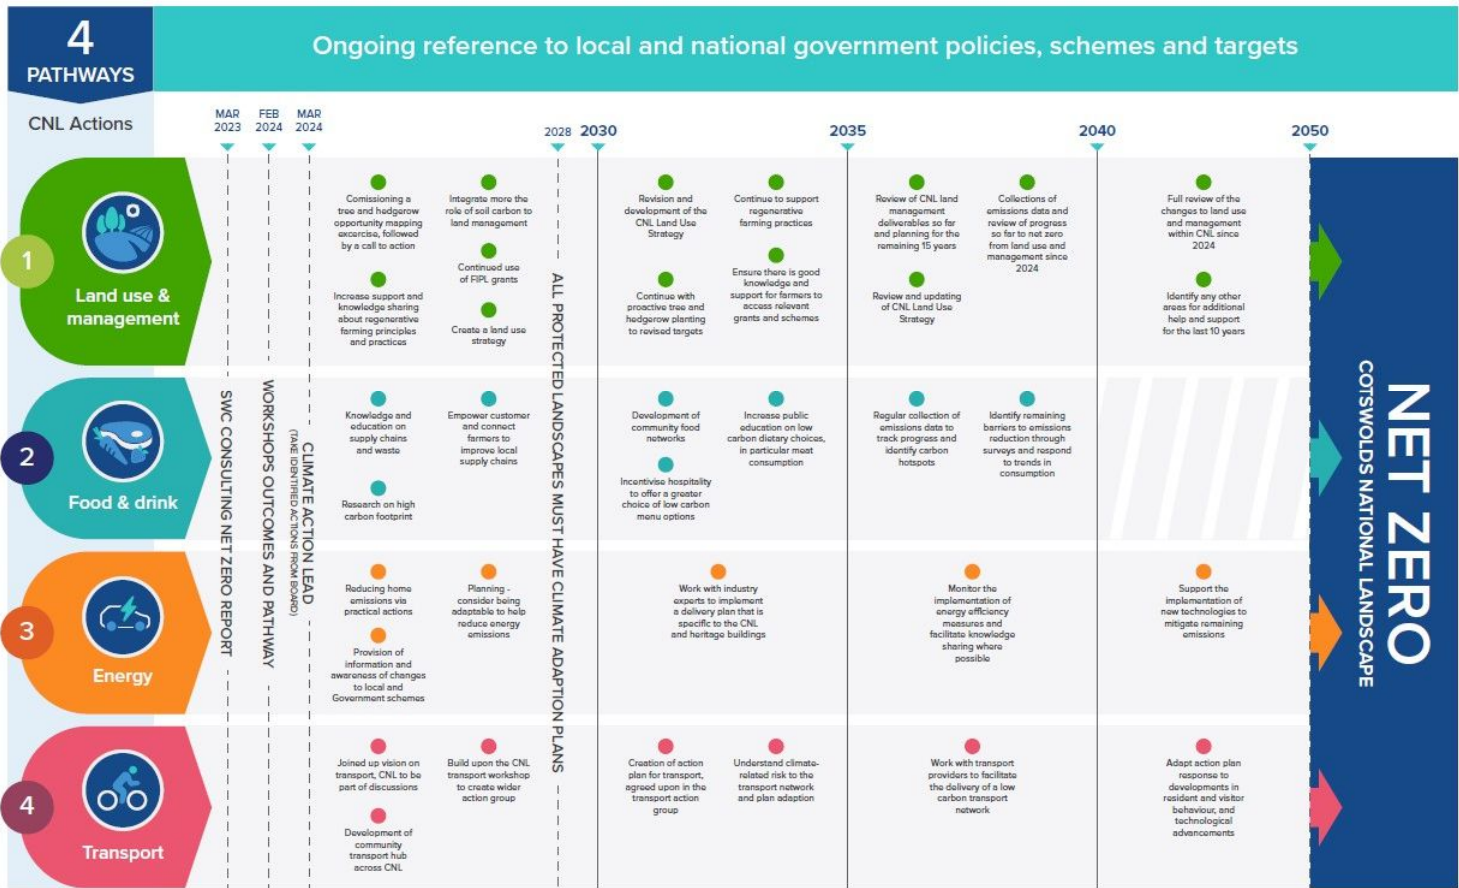 4
PATHWAYS
Ongoing reference to local and national government policies, schemes and targets
CNL Actions
MAR
2023
FEB
2024
MAR
2024
2028
2030
2035
2040
2050
SWC CONSULTING NET ZERO REPORT
WORKSHOPS OUTCOMES AND PATHWAY
CLIMATE ACTION LEAD
(TAKE IDENTIFIED ACTIONS FROM BOARD)
ALL PROTECTED LANDSCAPES MUST HAVE CLIMATE ADAPTION PLANS
1
Land use &
management
Comissioning a
tree and hedgerow
opportunity mapping
excercise, followed
by a call to action
Increase support and
knowledge sharing
about regenerative
farming principles
and practices
Integrate more the
role of soil carbon to
land management
Continued use
of FIPL grants
Create a land use
strategy
Revision and
development of the
CNL Land Use
Strategy
Continue with
proactive tree and
hedgerow planting
to revised targets
Continue to support
regenerative
farming practices
Ensure there is good
knowledge and
support for farmers to
access relevant
grants and schemes
Review of CNL land
management
deliverables so far
and planning for the
remaining 15 years
Review and updating
of CNL Land Use
Strategy
Collections of
emissions data and
review of progress
so far to net zero
from land use and
management since
2024
Full review of the
changes to land use
and management
within CNL since
2024
Identify any other
areas for additional
help and support
for the last 10 years
2
Food & drink
Knowledge and
education on
supply chains
and waste
Research on high
carbon footprint
Empower customer
and connect
farmers to
improve local
supply chains
Development of
community food
networks
Incentivise hospitality
to offer a greater
choice of low carbon
menu options
Increase public
education on low
carbon dietary choices,
in particular meat
consumption
Regular collection of
emissions data to
track progress and
identify carbon
hotspots
Identify remaining
barriers to emissions
reduction through
surveys and respond
to trends in
consumption
3
Energy
Reducing home
emissions via
practical actions
Provision of
information and
awareness of changes
to local and
Government schemes
Planning -
consider being
adaptable to help
reduce energy
emissions
Work with industry
experts to implement
a delivery plan that is
specific to the CNL
and heritage buildings
Monitor the
implementation of
energy efficiency
measures and
facilitate knowledge
sharing where
possible
Support the
implementation of
new technologies to
mitigate remaining
emissions
4
Transport
Joined up vision on
transport, CNL to be
part of discussions
Development of
community
transport hub
across CNL
Build upon the CNL
transport workshop
to create wider
action group
Creation of action
plan for transport,
agreed upon in the
transport action
group
Understand climate-
related risk to the
transport network
and plan adaption
Work with transport
providers to facilitate
the delivery of a low
carbon transport
network
Adapt action plan
response to
developments in
resident and visitor
behaviour, and
technological
advancements
NET ZERO
COTSWOLDS NATIONAL LANDSCAPE